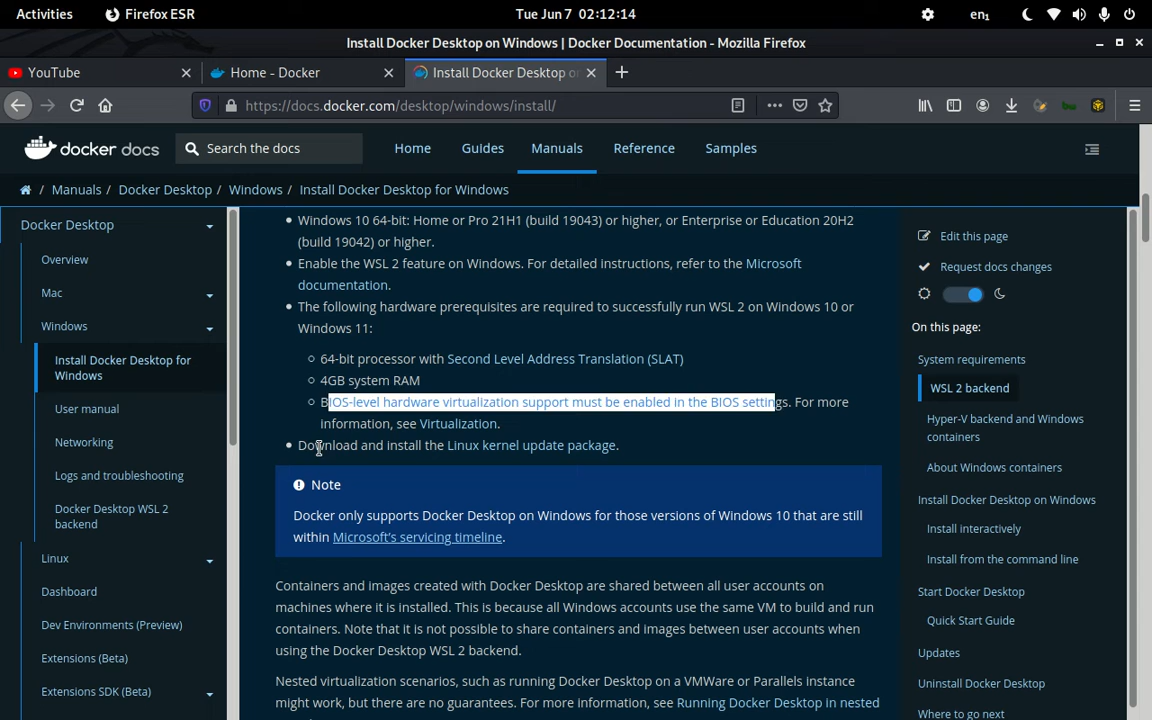 Activities Firefox ESR Tue Jun 7 02:12:14 en1
Install Docker Desktop on Windows | Docker Documentation - Mozilla Firefox
YouTube Home - Docker Install Docker Desktop o
https://docs.docker.com/desktop/windows/install/
docker docs Search the docs Home Guides Manuals Reference Samples
/ Manuals / Docker Desktop / Windows / Install Docker Desktop for Windows
Docker Desktop
Overview
Mac
Windows
Install Docker Desktop for
Windows
User manual
Networking
Logs and troubleshooting
Docker Desktop WSL 2
backend
Linux
Dashboard
Dev Environments (Preview)
Extensions (Beta)
Extensions SDK (Beta)
Windows 10 64-bit: Home or Pro 21H1 (build 19043) or higher, or Enterprise or Education 20H2
(build 19042) or higher.
Enable the WSL 2 feature on Windows. For detailed instructions, refer to the Microsoft
documentation.
The following hardware prerequisites are required to successfully run WSL 2 on Windows 10 or
Windows 11:
64-bit processor with Second Level Address Translation (SLAT)
4GB system RAM
BIOS-level hardware virtualization support must be enabled in the BIOS settings. For more
information, see Virtualization.
Download and install the Linux kernel update package.
Note
Docker only supports Docker Desktop on Windows for those versions of Windows 10 that are still
within Microsoft's servicing timeline.
Containers and images created with Docker Desktop are shared between all user accounts on
machines where it is installed. This is because all Windows accounts use the same VM to build and run
containers. Note that it is not possible to share containers and images between user accounts when
using the Docker Desktop WSL 2 backend.
Nested virtualization scenarios, such as running Docker Desktop on a VMWare or Parallels instance
might work, but there are no guarantees. For more information, see Running Docker Desktop in nested
Edit this page
Request docs changes
On this page:
System requirements
WSL 2 backend
Hyper-V backend and Windows
containers
About Windows containers
Install Docker Desktop on Windows
Install interactively
Install from the command line
Start Docker Desktop
Quick Start Guide
Updates
Uninstall Docker Desktop
Where to go next